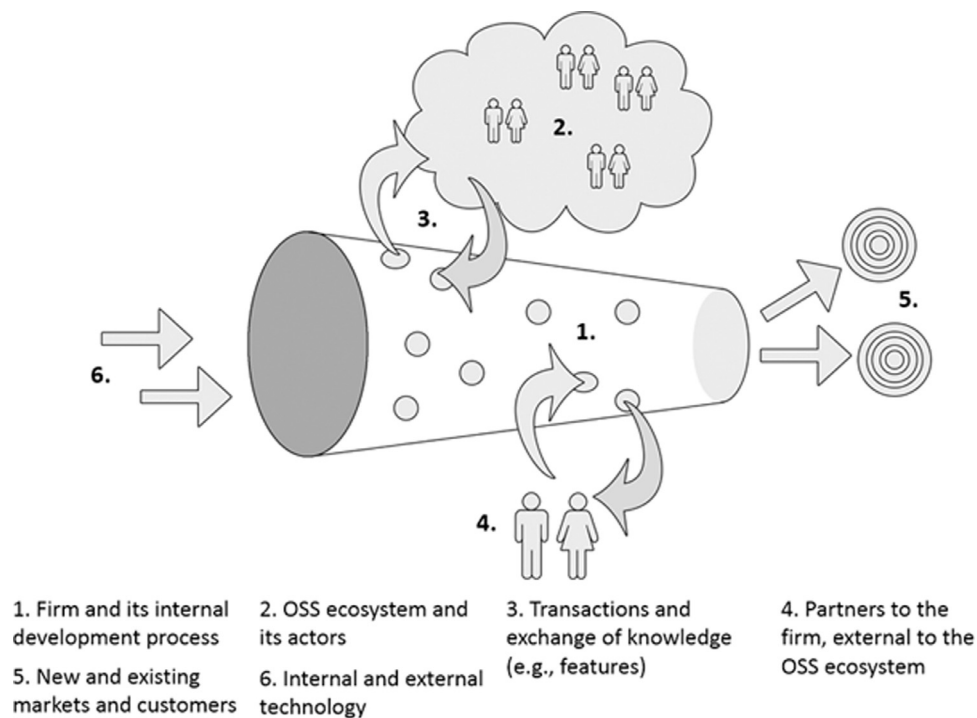 2.
3.
5.
1.
6.
4.
1. Firm and its internal
development process
2. OSS ecosystem and
its actors
3. Transactions and
exchange of knowledge
(e.g., features)
4. Partners to the
firm, external to the
OSS ecosystem
5. New and existing
markets and customers
6. Internal and external
technology